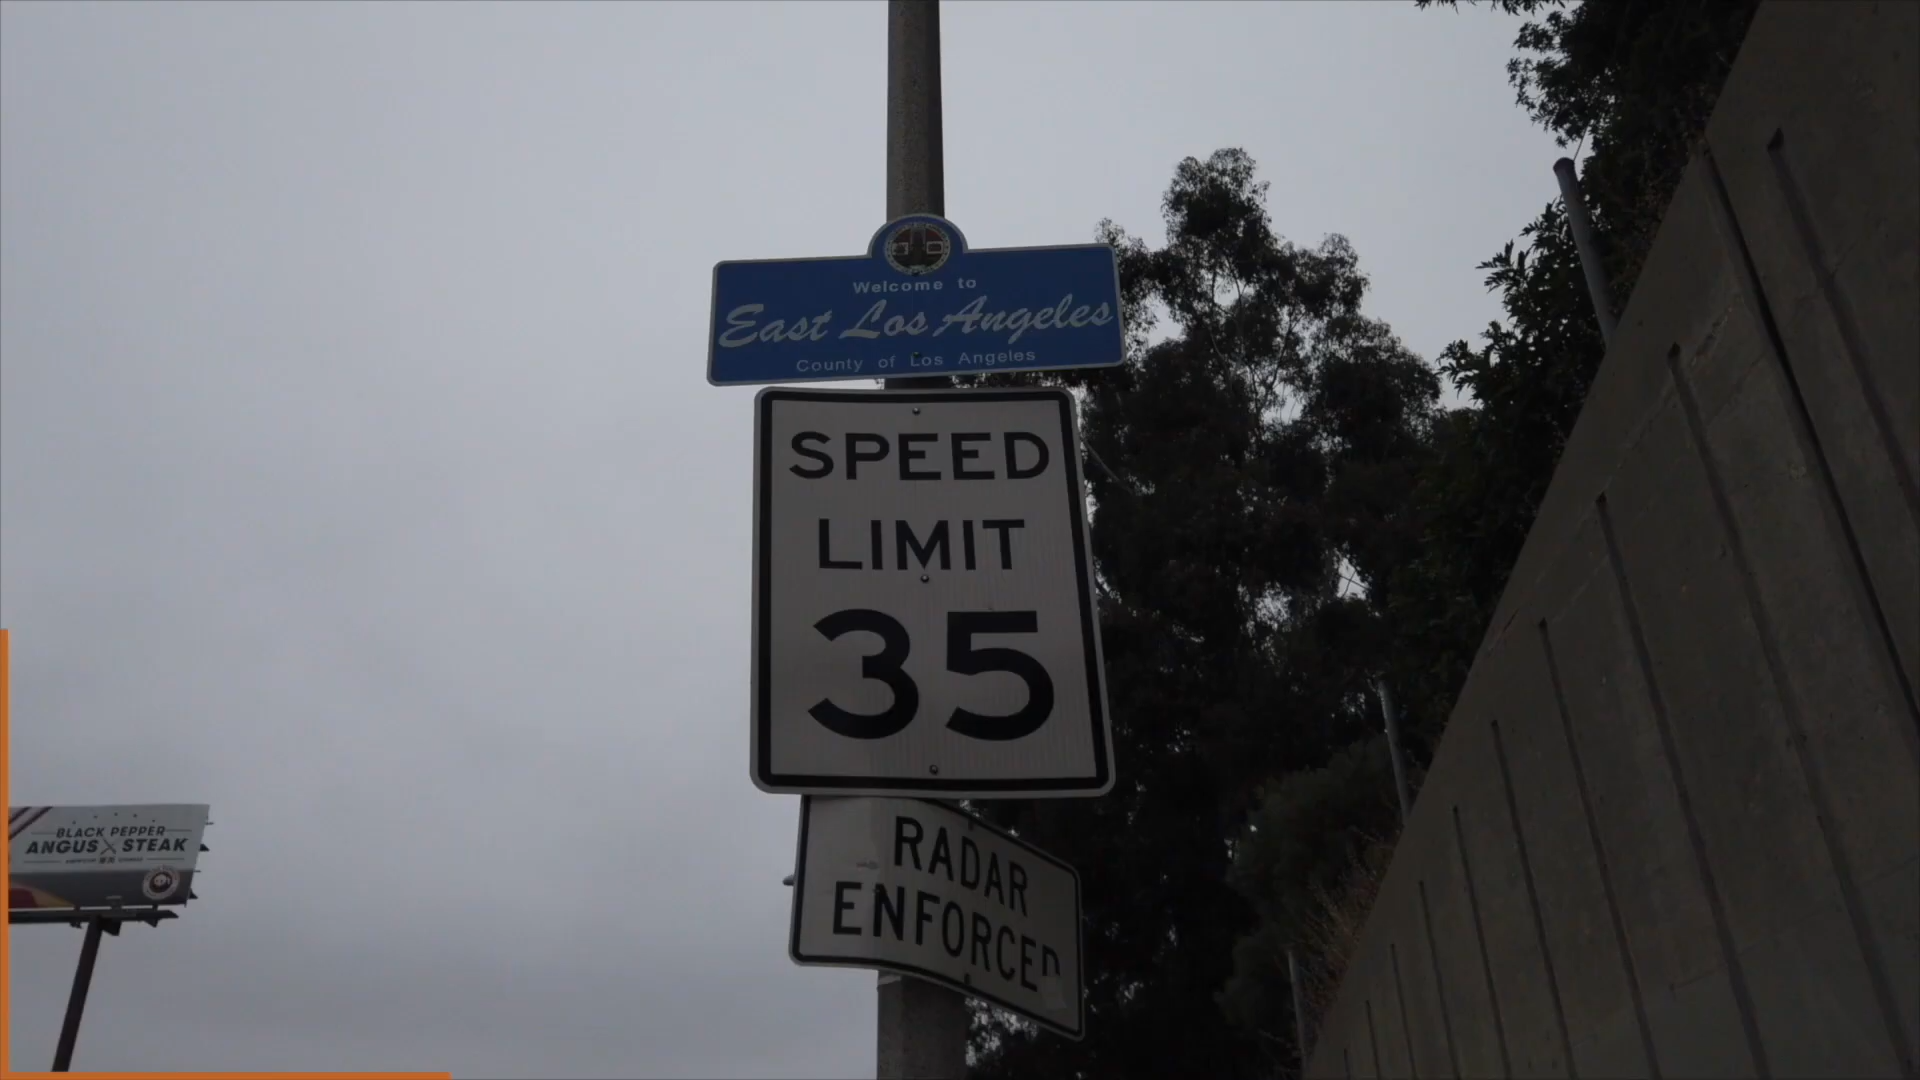 Welcome to
East Los Angeles
County of Los Angeles
SPEED
LIMIT
35
RADAR
ENFORCED
BLACK PEPPER
ANGUS STEAK